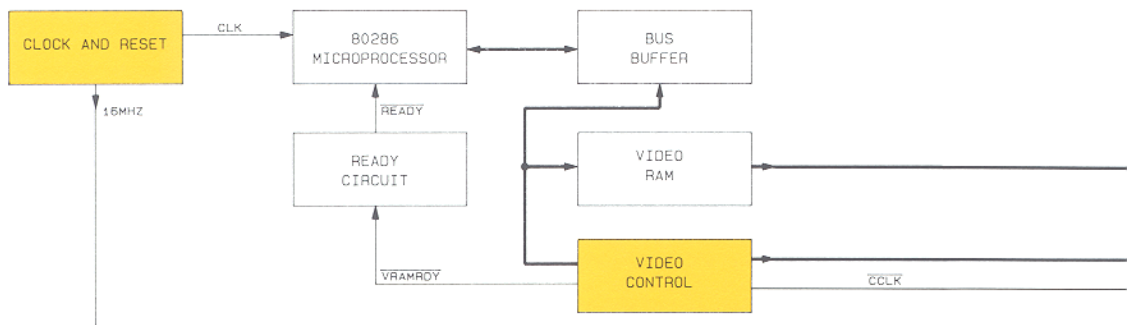 CLOCK AND RESET
CLK
80286
MICROPROCESSOR
BUS
BUFFER
16MHZ
READY
READY
CIRCUIT
VIDEO
RAM
VRAMRDY
VIDEO
CONTROL
CCLK